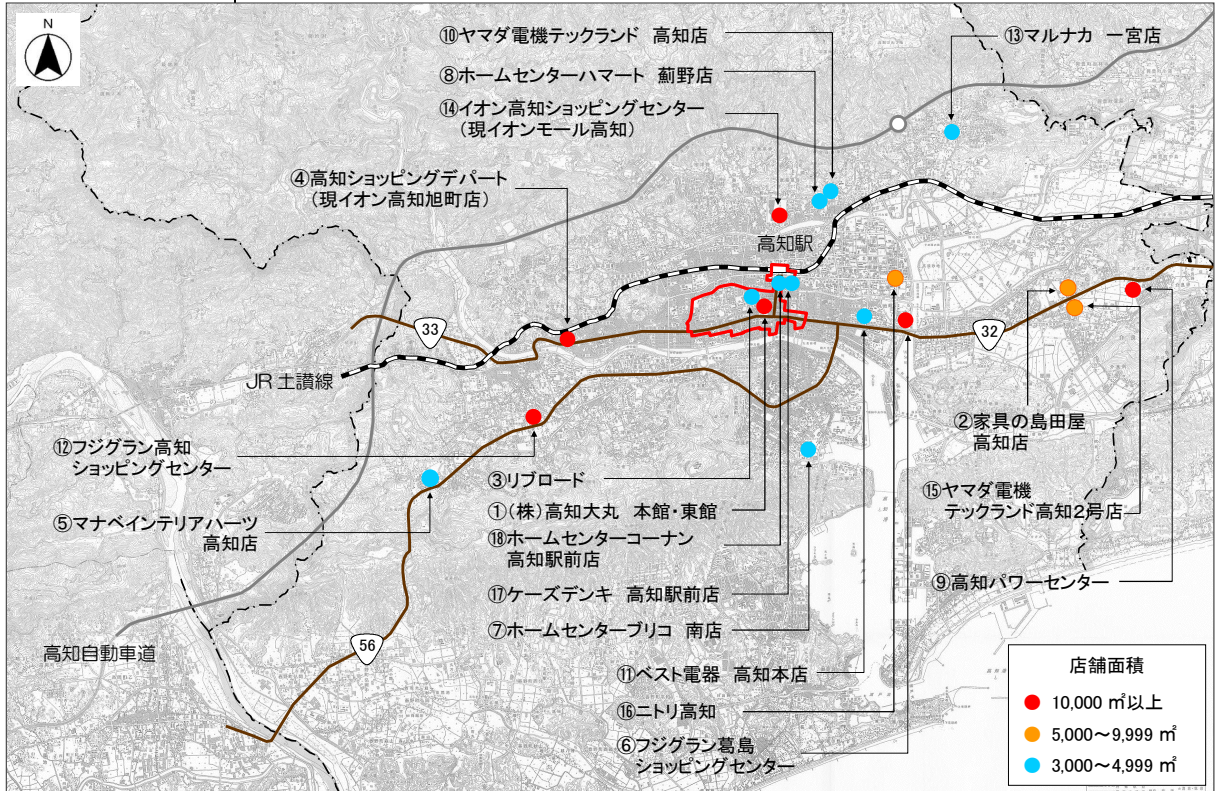 N
⑩ヤマダ電機テックランド 高知店
⑬マルナカ 一宮店
⑧ホームセンターハマート 薊野店
⑭イオン高知ショッピングセンター
（現イオンモール高知）
④高知ショッピングデパート
（現イオン高知旭町店）
高知駅
33
32
JR土讃線
②家具の島田屋
高知店
⑫フジグラン高知
ショッピングセンター
③リブロード
⑮ヤマダ電機
テックランド高知2号店
①（株）高知大丸 本館・東館
⑤マナベインテリアハーツ
高知店
⑱ホームセンターコーナン
高知駅前店
⑨高知パワーセンター
⑰ケーズデンキ 高知駅前店
⑦ホームセンターブリコ 南店
56
高知自動車道
⑪ベスト電器 高知本店
⑯ニトリ高知
⑥フジグラン葛島
ショッピングセンター
店舗面積
10,000 ㎡以上
5,000～9,999 ㎡
3,000～4,999 ㎡